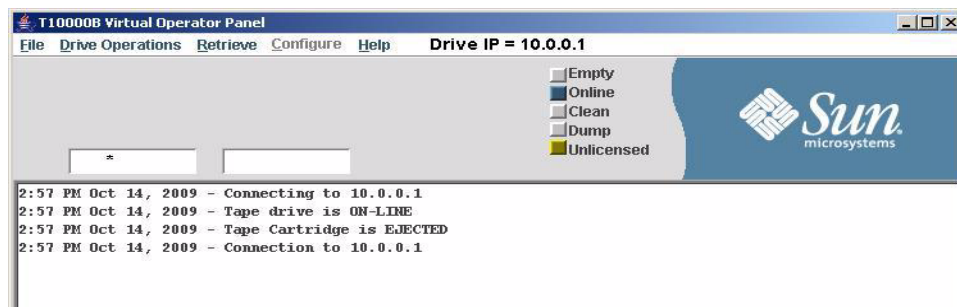 T10000B Virtual Operator Panel
File Drive Operations Retrieve Configure Help Drive IP = 10.0.0.1
Empty
Online
Clean
Dump
Unlicensed
*
Sun
microsystems
2:57 PM Oct 14, 2009 - Connecting to 10.0.0.1
2:57 PM Oct 14, 2009 - Tape drive is ON-LINE
2:57 PM Oct 14, 2009 - Tape Cartridge is EJECTED
2:57 PM Oct 14, 2009 - Connection to 10.0.0.1